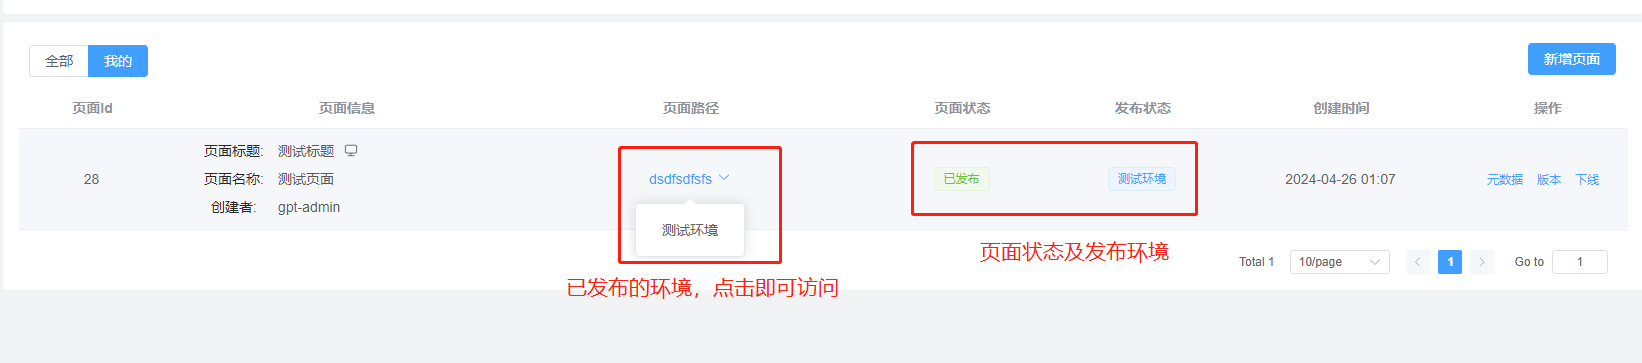 全部 我的 新增页面
页面Id 页面信息 页面路径 页面状态 发布状态 创建时间 操作
页面标题: 测试标题
28 页面名称: 测试页面 dsdfsdfsfs 已发布 测试环境 2024-04-26 01:07 元数据 版本 下线
创建者: gpt-admin
测试环境
页面状态及发布环境
Total 1 10/page 1 Go to 1
已发布的环境，点击即可访问